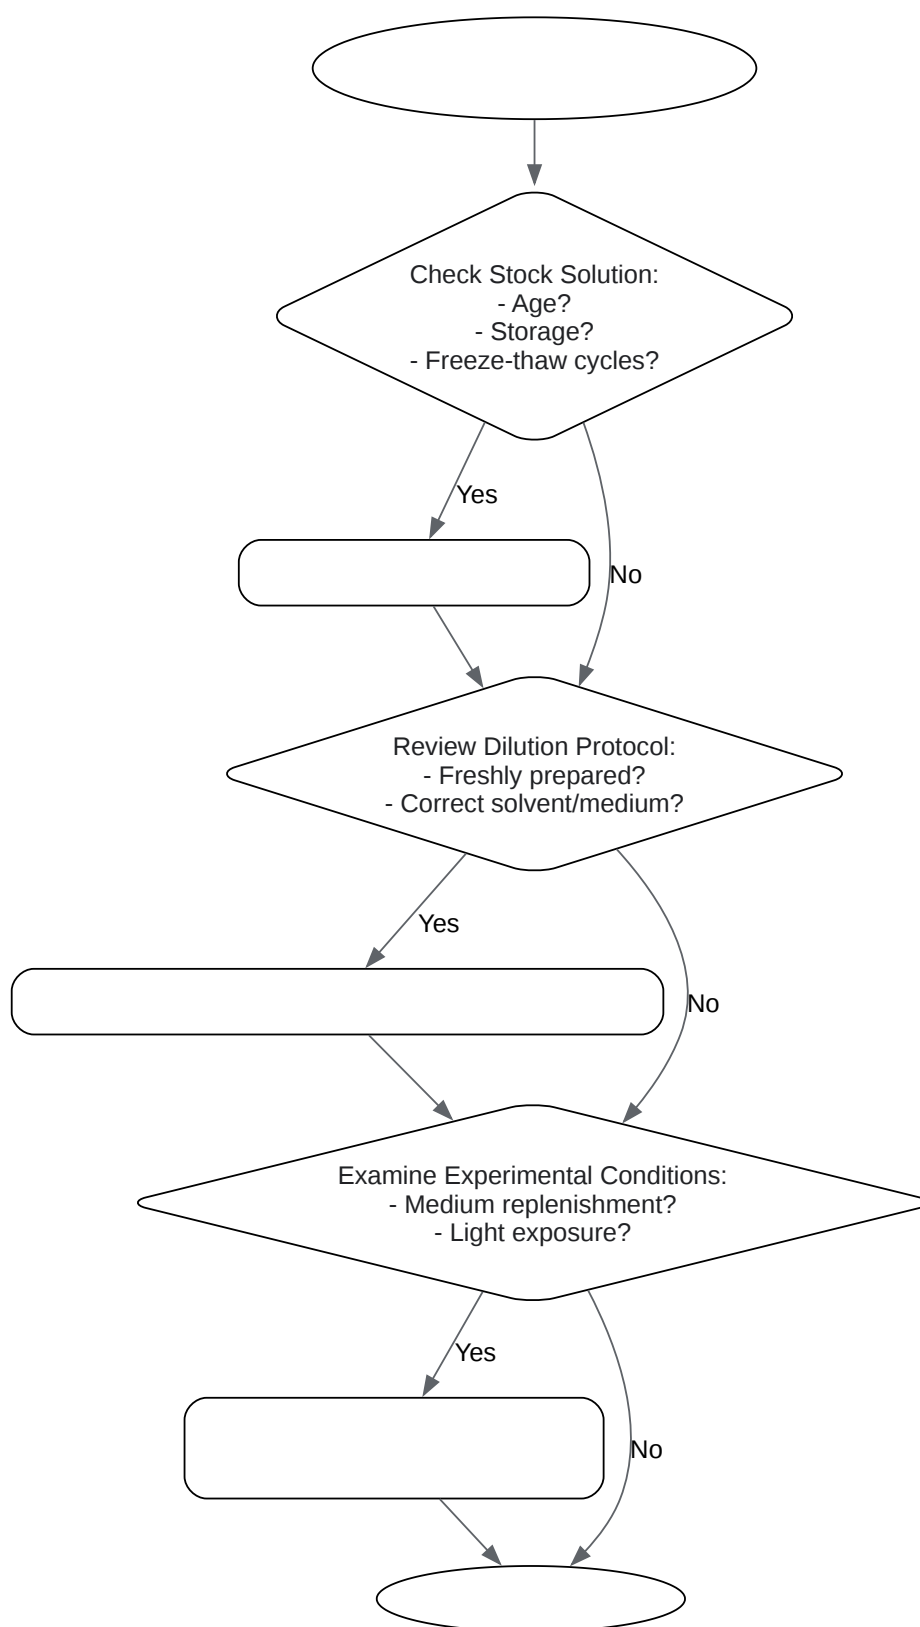 Check Stock Solution:
- Age?
- Storage?
- Freeze-thaw cycles?
Yes
No
Review Dilution Protocol:
- Freshly prepared?
- Correct solvent/medium?
Yes
No
Examine Experimental Conditions:
- Medium replenishment?
- Light exposure?
Yes
No